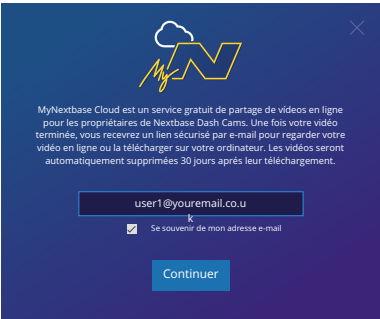 My N
MyNextbase Cloud est un service gratuit de partage de vídeos en ligne
pour les propriétaires de Nextbase Dash Cams. Une fois votre vidéo
terminée, vous recevrez un lien sécurisé par e-mail pour regarder votre
vidéo en ligne ou la télécharger sur votre ordinateur. Les vidéos seront
automatiquement supprimées 30 jours aprés leur téléchargement.
user1@youremail.co.u
k
Se souvenir de mon adresse e-mail
Continuer